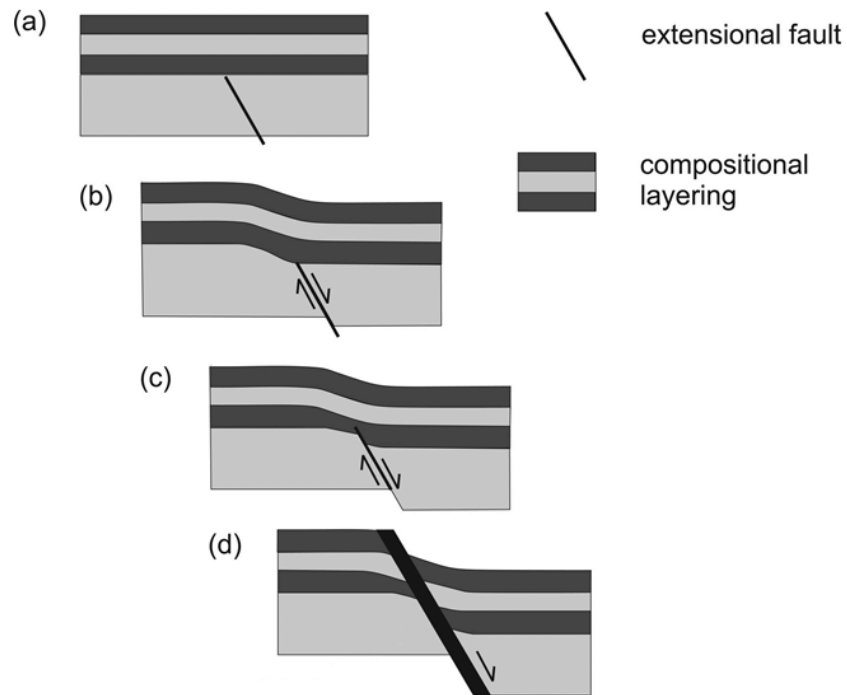 (a)
extensional fault
compositional
layering
(b)
(c)
(d)